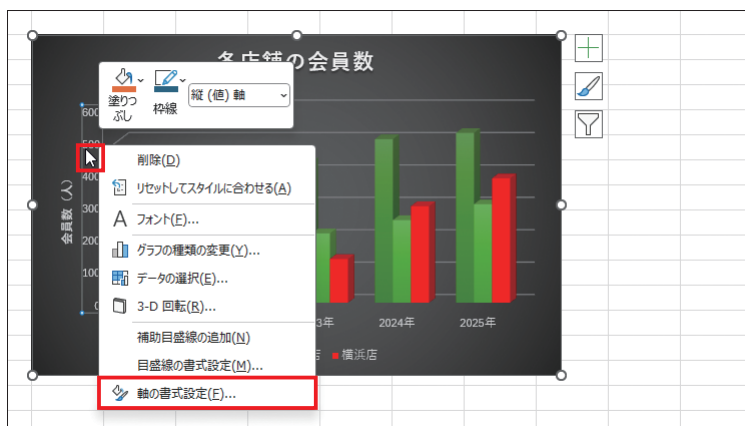 各店舗の会員数
塗りつ
ぶし
枠線
縦 (値) 軸
600
500
400
300
200
100
0
会員数（人）
削除(D)
リセットしてスタイルに合わせる(A)
フォント(F)...
グラフの種類の変更(Y)...
データの選択(E)...
3-D 回転(R)...
補助目盛線の追加(N)
目盛線の書式設定(M)...
軸の書式設定(F)...
3年
2024年
2025年
店
横浜店